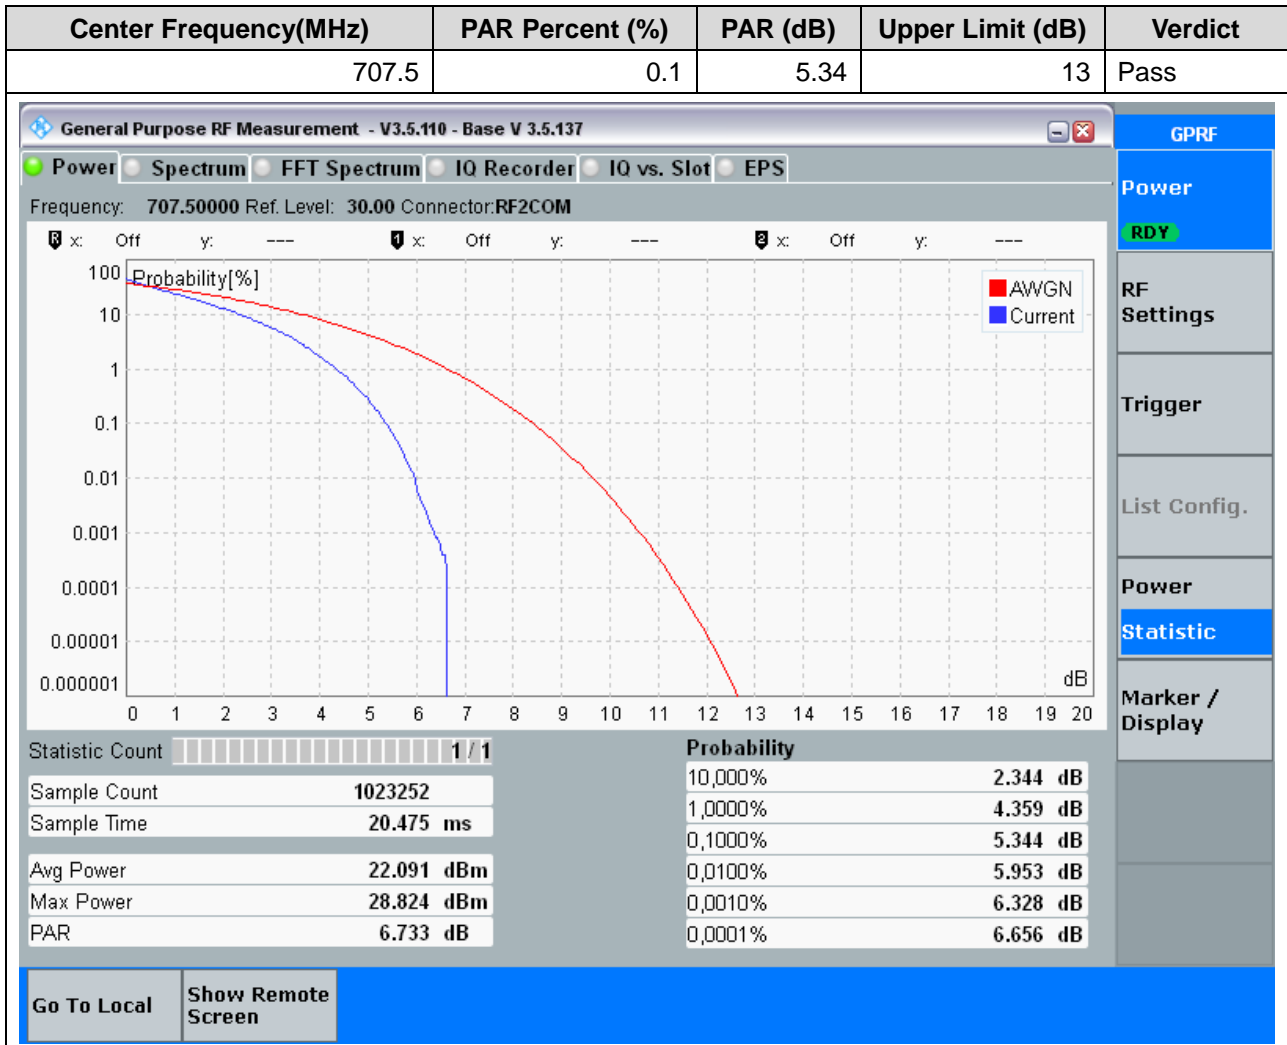 Center Frequency(MHz) PAR Percent (%) PAR (dB) Upper Limit (dB) Verdict
707.5 0.1 5.34 13 Pass
General Purpose RF Measurement - V3.5.110 - Base V 3.5.137
GPRF
Power Spectrum FFT Spectrum IQ Recorder IQ vs. Slot EPS
Power
RDY
Frequency: 707.50000 Ref. Level: 30.00 Connector:RF2COM
R x: Off y: --- 1 x: Off y: --- 2 x: Off y: ---
Probability[%]
AWGN
Current
100
10
1
0.1
0.01
0.001
0.0001
0.00001
0.000001
dB
0 1 2 3 4 5 6 7 8 9 10 11 12 13 14 15 16 17 18 19 20
RF
Settings
Trigger
List Config.
Power
Statistic
Marker /
Display
Statistic Count 1 / 1
Sample Count 1023252
Sample Time 20.475 ms
Avg Power 22.091 dBm
Max Power 28.824 dBm
PAR 6.733 dB
Probability
10,000% 2.344 dB
1,0000% 4.359 dB
0,1000% 5.344 dB
0,0100% 5.953 dB
0,0010% 6.328 dB
0,0001% 6.656 dB
Go To Local
Show Remote
Screen